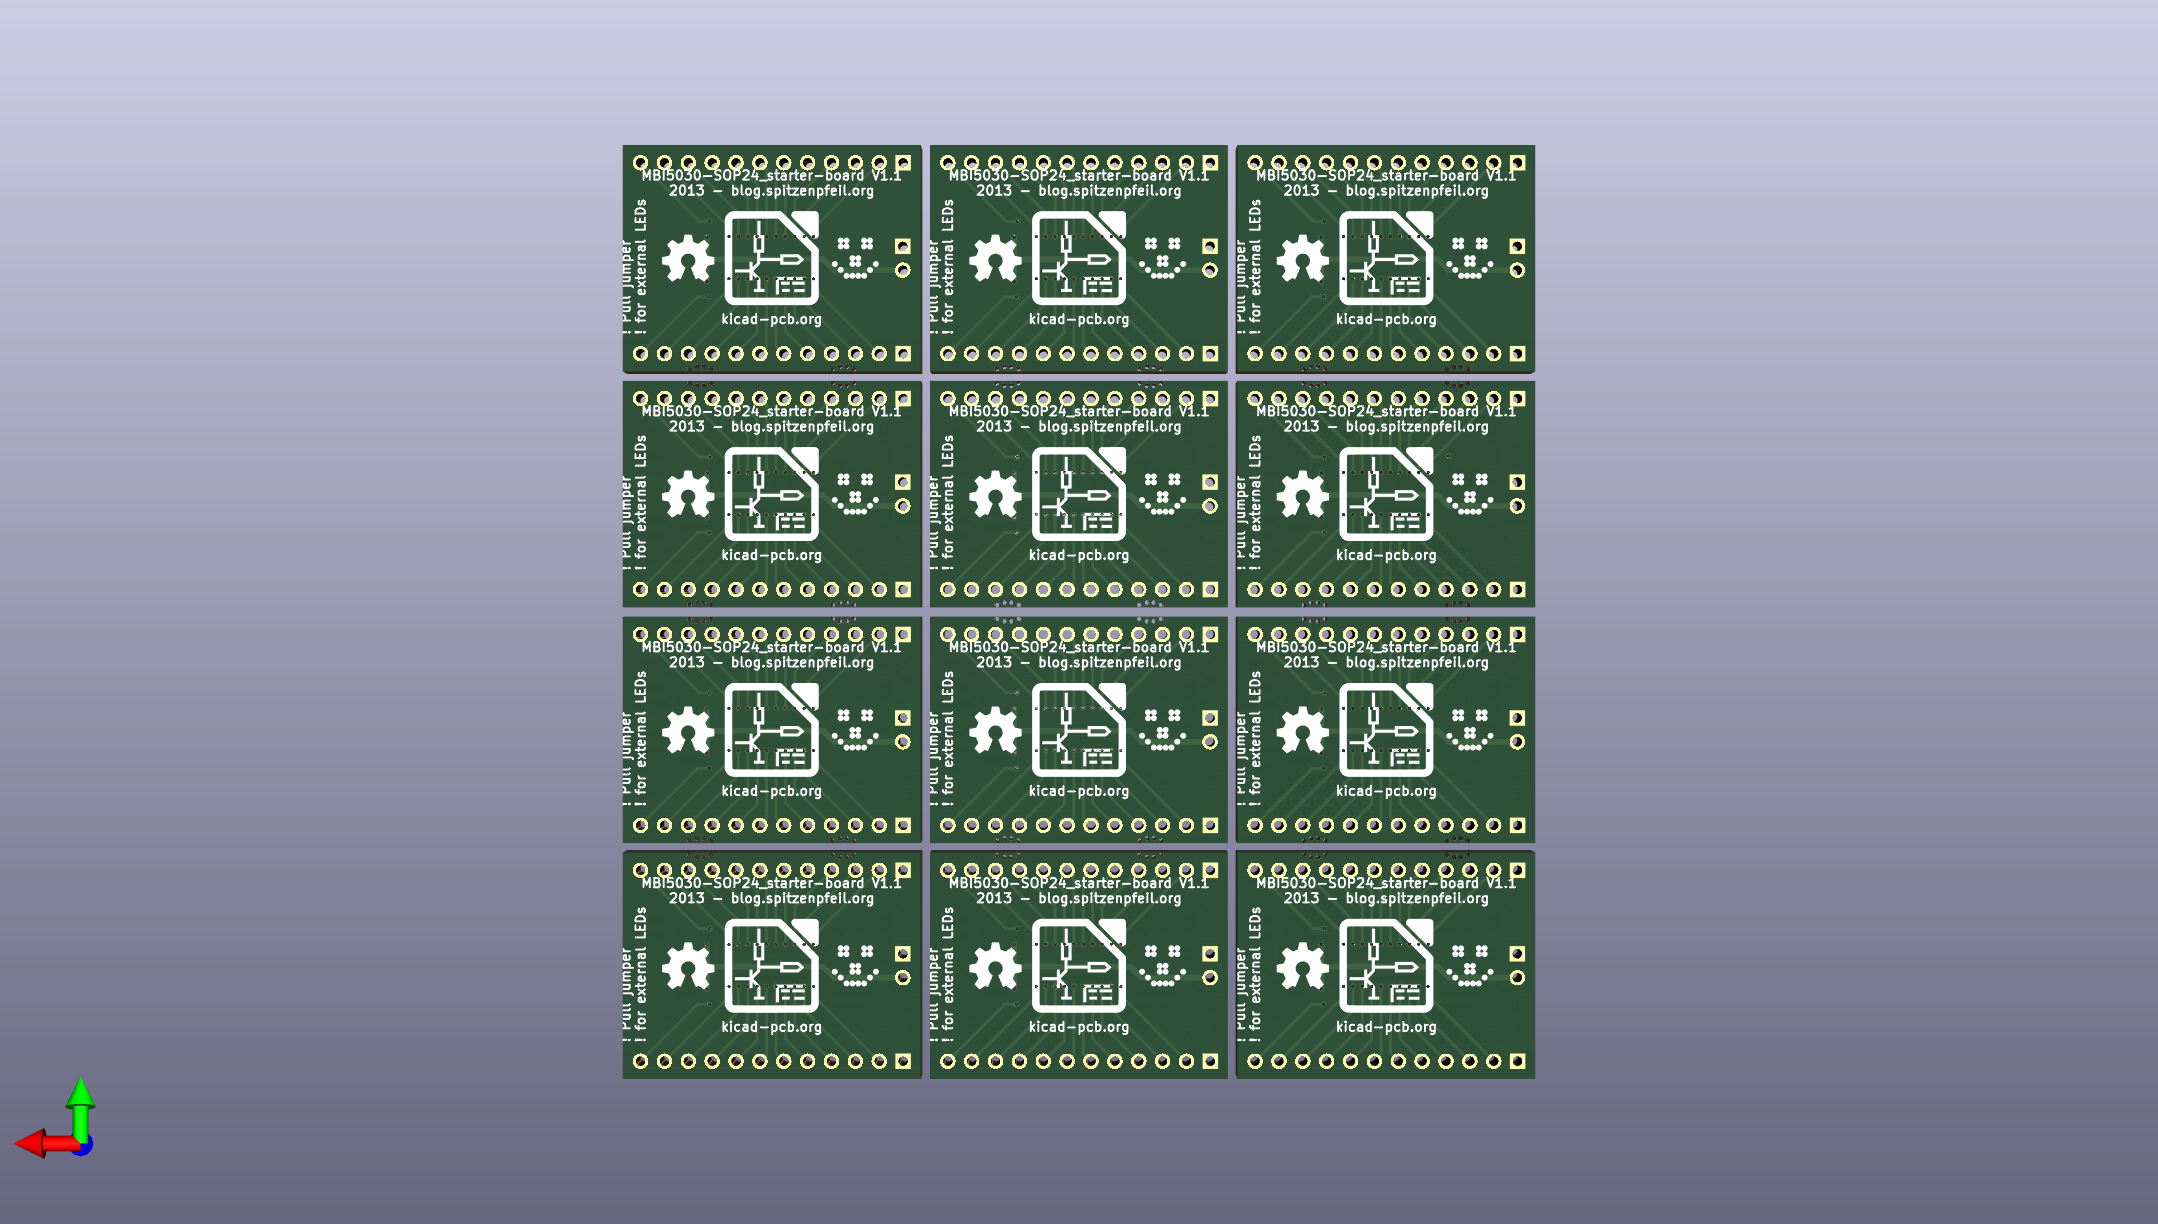 MBI5030-SOP24_starter-board V1.1
2013 - blog.spitzenpfeil.org
! Pull jumper
! for external LEDs
kicad-pcb.org
MBI5030-SOP24_starter-board V1.1
2013 - blog.spitzenpfeil.org
! Pull jumper
! for external LEDs
kicad-pcb.org
MBI5030-SOP24_starter-board V1.1
2013 - blog.spitzenpfeil.org
! Pull jumper
! for external LEDs
kicad-pcb.org
MBI5030-SOP24_starter-board V1.1
2013 - blog.spitzenpfeil.org
! Pull jumper
! for external LEDs
kicad-pcb.org
MBI5030-SOP24_starter-board V1.1
2013 - blog.spitzenpfeil.org
! Pull jumper
! for external LEDs
kicad-pcb.org
MBI5030-SOP24_starter-board V1.1
2013 - blog.spitzenpfeil.org
! Pull jumper
! for external LEDs
kicad-pcb.org
MBI5030-SOP24_starter-board V1.1
2013 - blog.spitzenpfeil.org
! Pull jumper
! for external LEDs
kicad-pcb.org
MBI5030-SOP24_starter-board V1.1
2013 - blog.spitzenpfeil.org
! Pull jumper
! for external LEDs
kicad-pcb.org
MBI5030-SOP24_starter-board V1.1
2013 - blog.spitzenpfeil.org
! Pull jumper
! for external LEDs
kicad-pcb.org
MBI5030-SOP24_starter-board V1.1
2013 - blog.spitzenpfeil.org
! Pull jumper
! for external LEDs
kicad-pcb.org
MBI5030-SOP24_starter-board V1.1
2013 - blog.spitzenpfeil.org
! Pull jumper
! for external LEDs
kicad-pcb.org
MBI5030-SOP24_starter-board V1.1
2013 - blog.spitzenpfeil.org
! Pull jumper
! for external LEDs
kicad-pcb.org